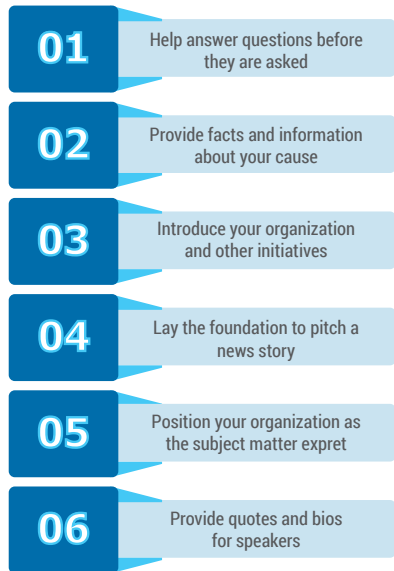 01
Help answer questions before
they are asked
02
Provide facts and information
about your cause
03
Introduce your organization
and other initiatives
04
Lay the foundation to pitch a
news story
05
Position your organization as
the subject matter expret
06
Provide quotes and bios
for speakers